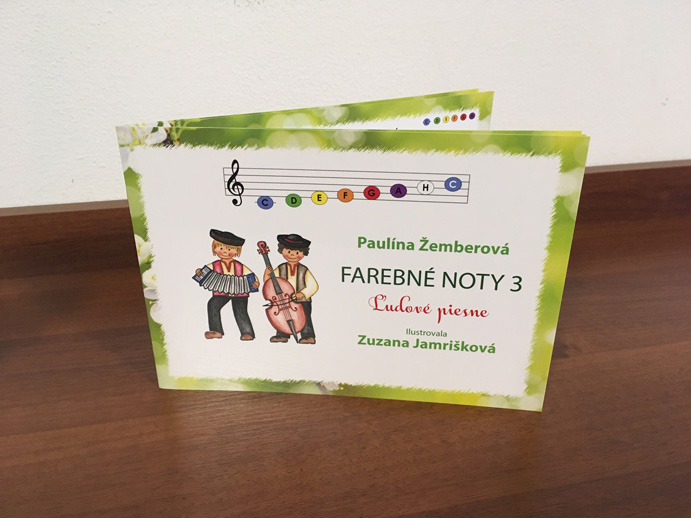 C D E F G A H C
Paulína Žemberová
FAREBNÉ NOTY 3
Ľudové piesne
Ilustrovala
Zuzana Jamrišková